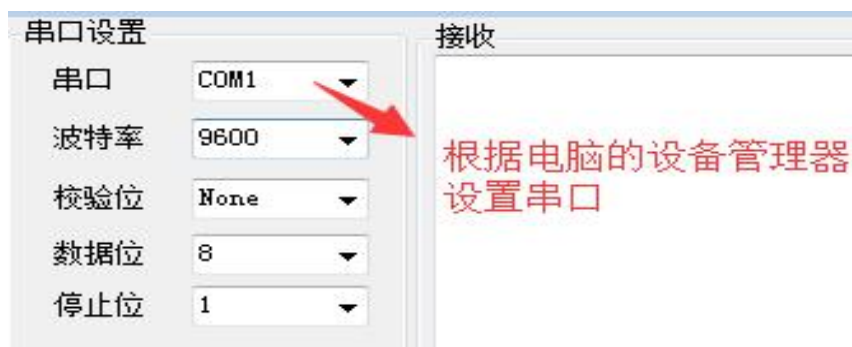 串口设置
串口 COM1
波特率 9600
校验位 None
数据位 8
停止位 1
接收
根据电脑的设备管理器
设置串口